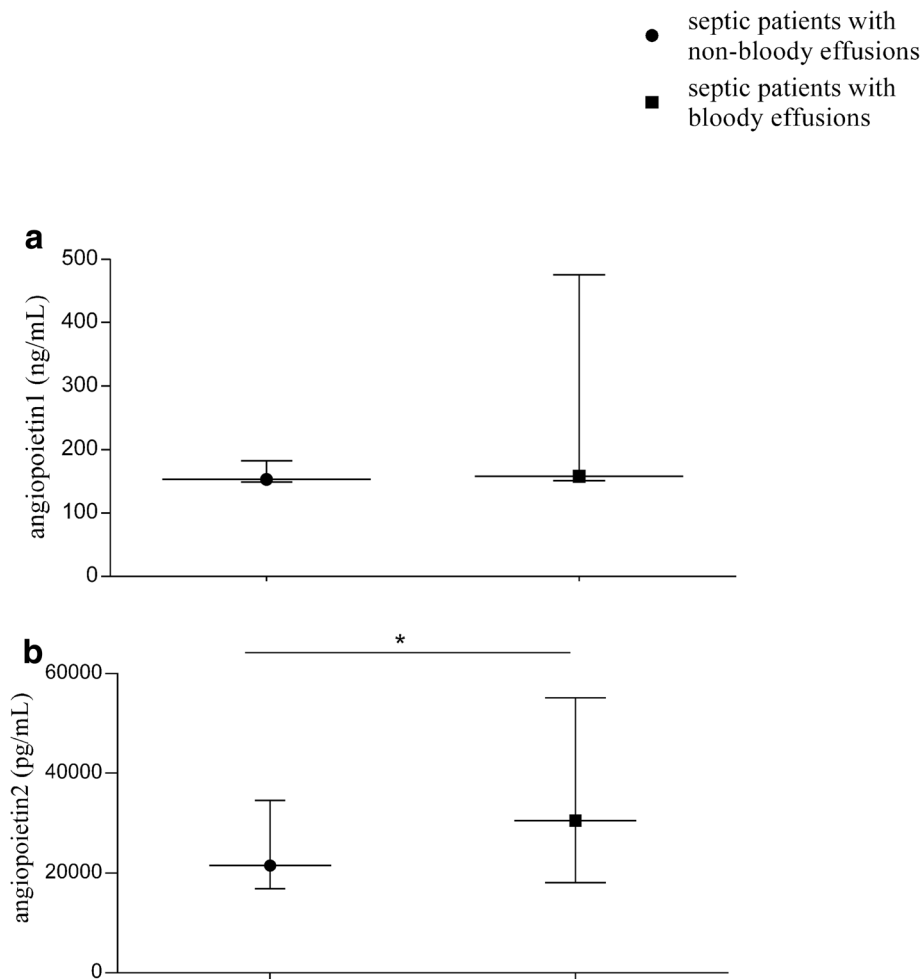 septic patients with
non-bloody effusions
septic patients with
bloody effusions
a
angiopoietin1 (ng/mL)
500
400
300
200
100
0
b
*
angiopoietin2 (pg/mL)
60000
40000
20000
0